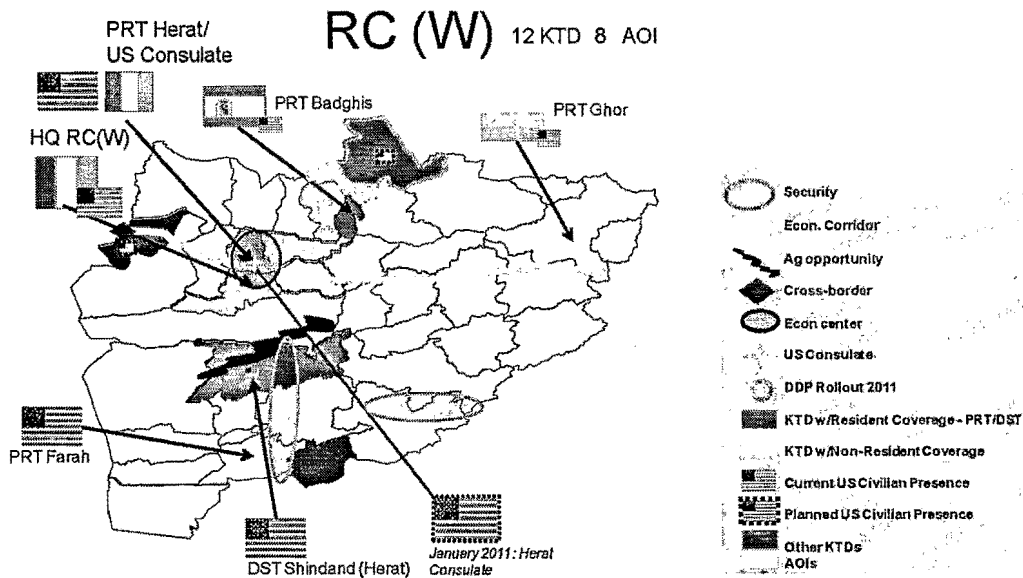 RC (W) 12 KTD 8 AOI
PRT Herat/
US Consulate
PRT Badghis
PRT Ghor
HQ RC(W)
PRT Farah
DST Shindand (Herat)
January 2011: Herat
Consulate
Security
Econ. Corridor
Ag opportunity
Cross-border
Econ center
US Consulate
DDP Rollout 2011
KTD w/Resident Coverage - PRT/DST
KTD w/Non-Resident Coverage
Current US Civilian Presence
Planned US Civilian Presence
Other KTDs
AOIs